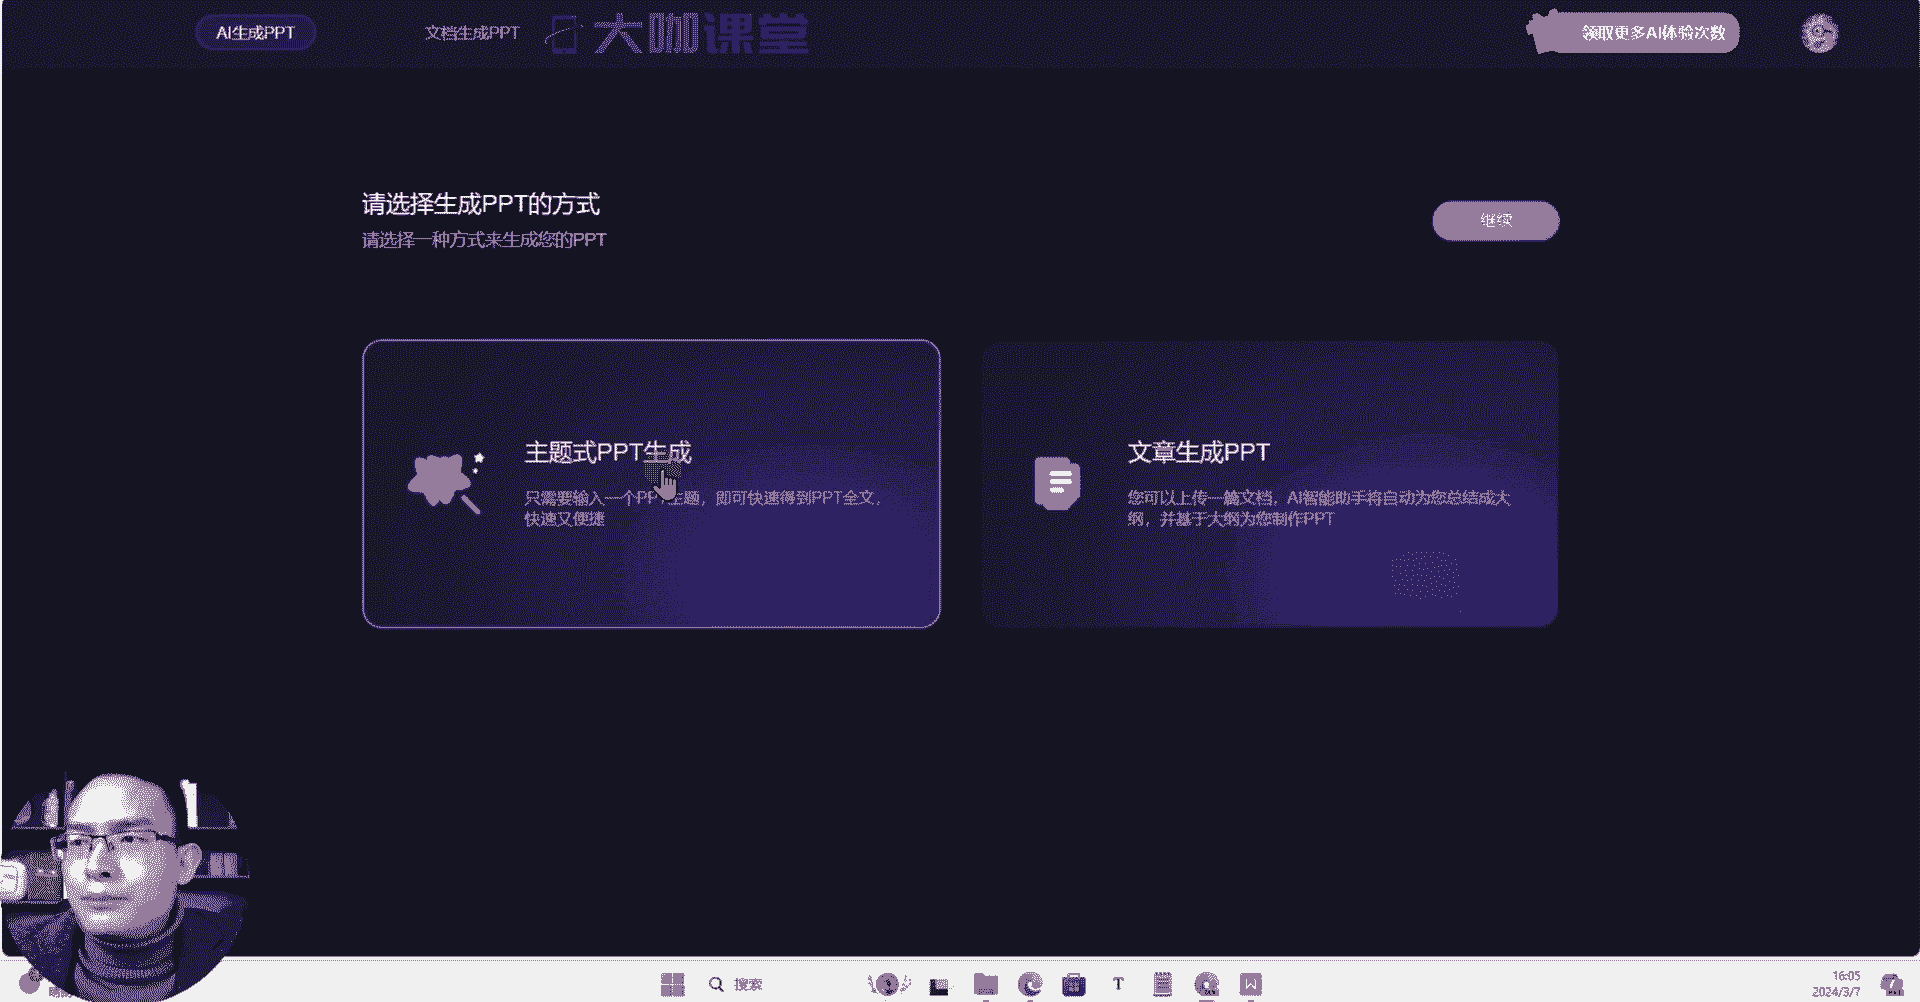 AI生成PPT
文档生成PPT
大咖课堂
领取更多AI体验次数
请选择生成PPT的方式
请选择一种方式来生成您的PPT
继续
主题式PPT生成
只需要输入一个PPT主题，即可快速得到PPT全文，
快速又便捷
文章生成PPT
您可以上传一篇文档，AI智能助手将自动为您总结成大
纲，并基于大纲为您制作PPT
搜索
16:05
2024/3/7